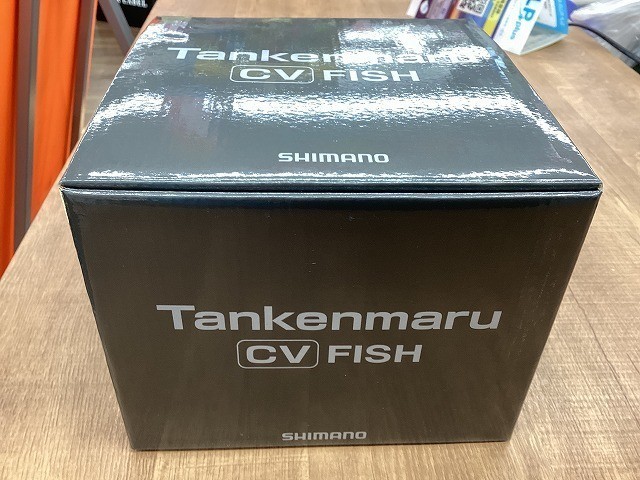 Tankenmaru
CV FISH
SHIMANO
Tankenmaru
CV FISH
SHIMANO